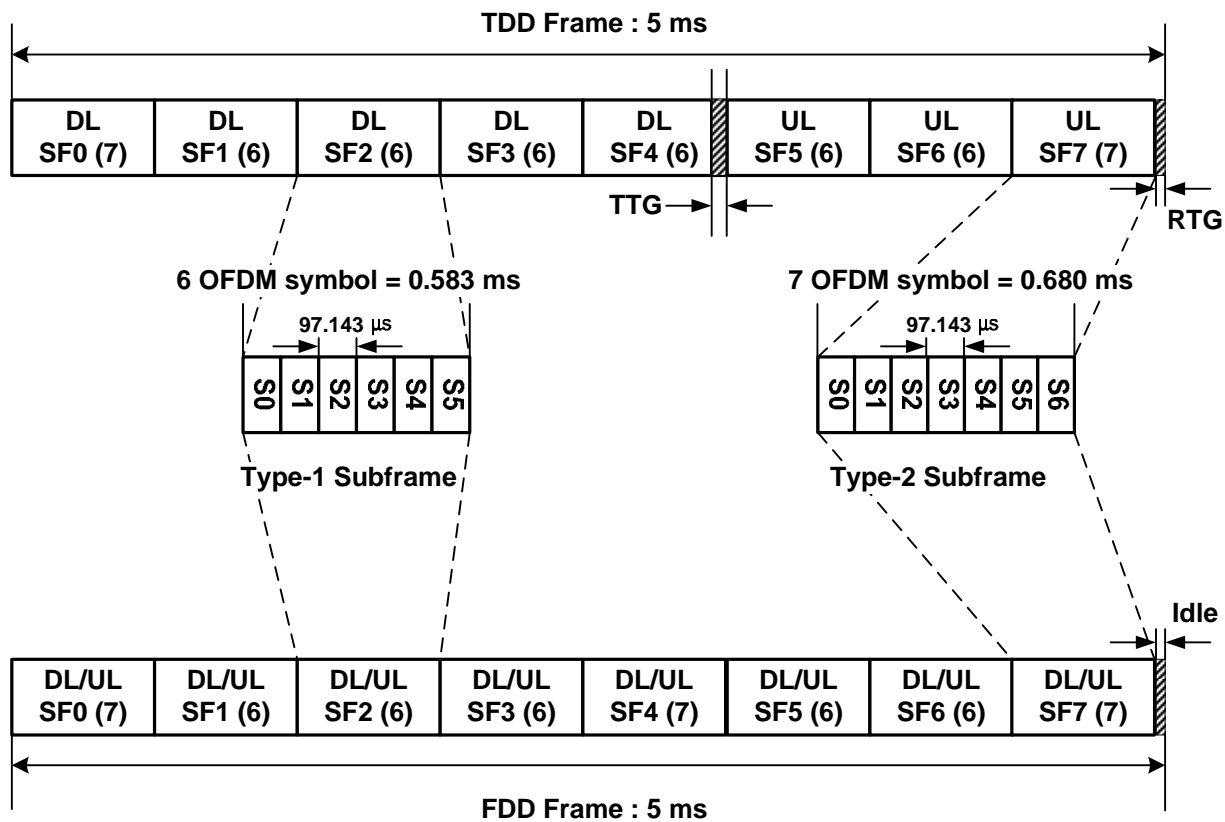 TDD Frame : 5 ms
DL DL DL DL DL UL UL UL
SF0 (7) SF1 (6) SF2 (6) SF3 (6) SF4 (6) SF5 (6) SF6 (6) SF7 (7)
TTG
RTG
6 OFDM symbol = 0.583 ms
7 OFDM symbol = 0.680 ms
97.143 μs
97.143 μs
S0 S1 S2 S3 S4 S5
S0 S1 S2 S3 S4 S5 S6
Type-1 Subframe
Type-2 Subframe
Idle
DL/UL DL/UL DL/UL DL/UL DL/UL DL/UL DL/UL DL/UL
SF0 (7) SF1 (6) SF2 (6) SF3 (6) SF4 (7) SF5 (6) SF6 (6) SF7 (7)
FDD Frame : 5 ms